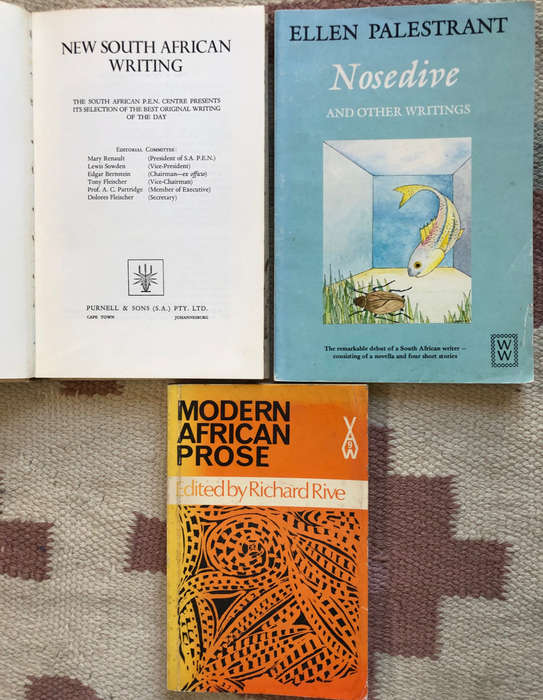 NEW SOUTH AFRICAN
WRITING
THE SOUTH AFRICAN P.E.N. CENTRE PRESENTS
ITS SELECTION OF THE BEST ORIGINAL WRITING
OF THE DAY
EDITORIAL COMMITTEE:
Mary Renault (President of S.A. P.E.N.)
Lewis Sowden (Vice-President)
Edgar Bernstein (Chairman—ex officio)
Tony Fleischer (Vice-Chairman)
Prof. A. C. Partridge (Member of Executive)
Dolores Fleischer (Secretary)
PURNELL & SONS (S.A.) PTY. LTD.
CAPE TOWN JOHANNESBURG
ELLEN PALESTRANT
Nosedive
AND OTHER WRITINGS
The remarkable debut of a South African writer –
consisting of a novella and four short stories
W
W
MODERN
AFRICAN
PROSE
Edited by Richard Rive
AWS
9